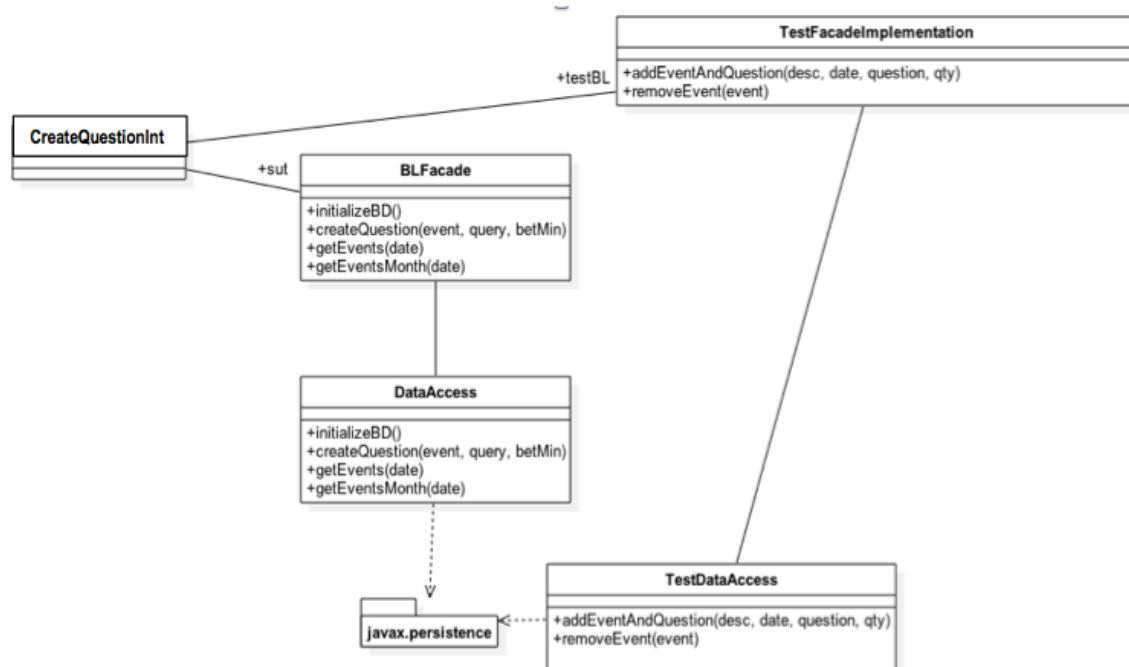 TestFacadeImplementation
+addEventAndQuestion(desc, date, question, qty)
+removeEvent(event)
+testBL
CreateQuestionInt
+sut
BLFacade
+initializeBD()
+createQuestion(event, query, betMin)
+getEvents(date)
+getEventsMonth(date)
DataAccess
+initializeBD()
+createQuestion(event, query, betMin)
+getEvents(date)
+getEventsMonth(date)
TestDataAccess
+addEventAndQuestion(desc, date, question, qty)
+removeEvent(event)
javax.persistence